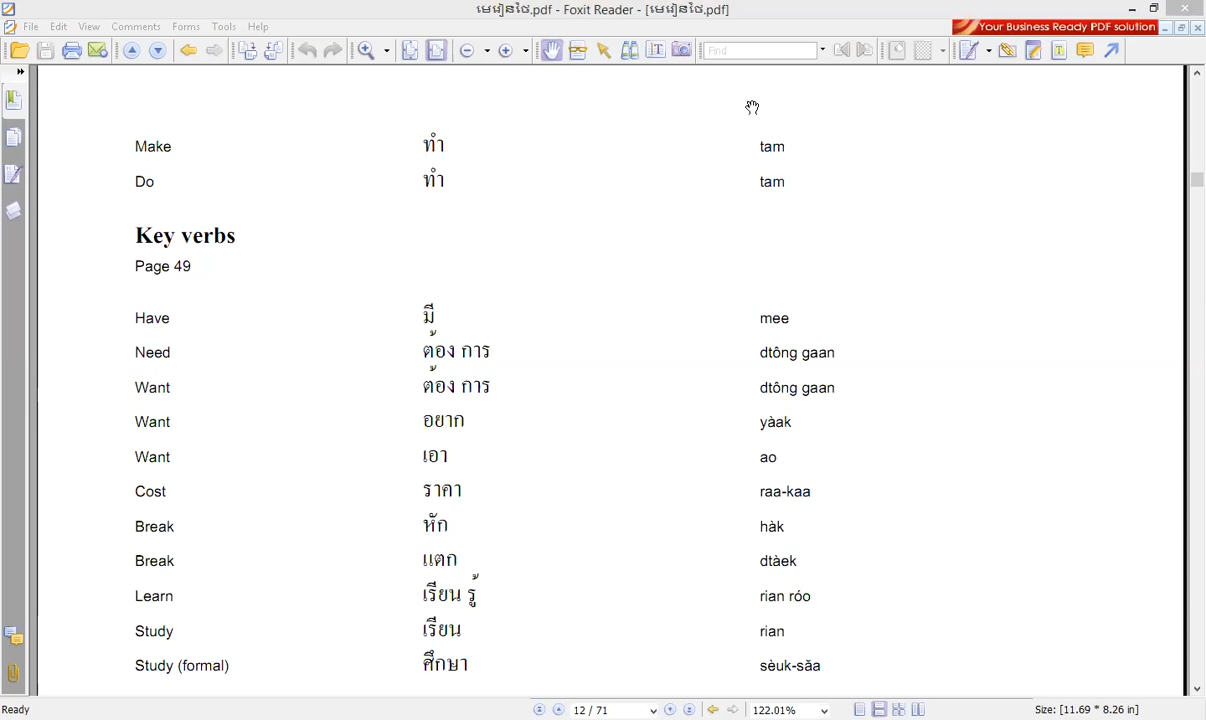 មេរៀនថៃ.pdf - Foxit Reader - [មេរៀនថៃ.pdf]
File Edit View Comments Forms Tools Help
Your Business Ready PDF solution
Find
Make ทำ tam
Do ทำ tam
Key verbs
Page 49
Have มี mee
Need ต้อง การ dtông gaan
Want ต้อง การ dtông gaan
Want อยาก yàak
Want เอา ao
Cost ราคา raa-kaa
Break หัก hàk
Break แตก dtàek
Learn เรียน รู้ rian róo
Study เรียน rian
Study (formal) ศึกษา sèuk-săa
Ready 12 / 71 122.01% Size: [11.69 * 8.26 in]